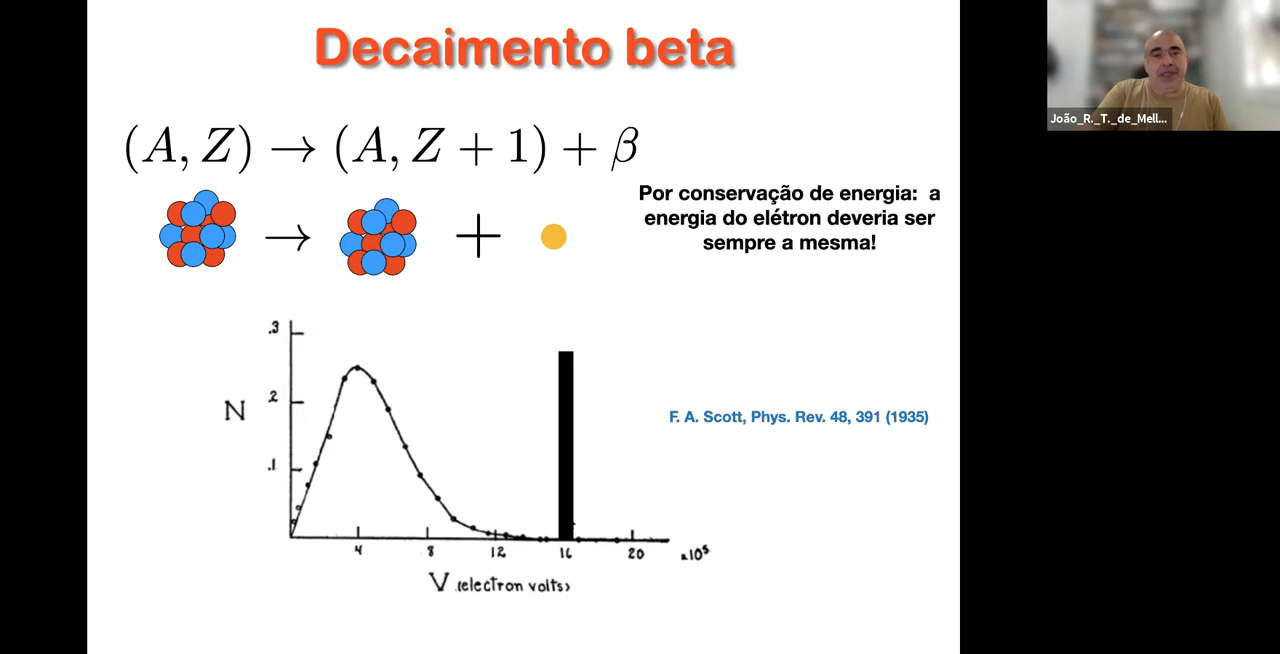 Decaimento beta
João_R._T._de_Mell...
(A, Z) → (A, Z + 1) + β
Por conservação de energia: a
energia do elétron deveria ser
sempre a mesma!
→ +
.3
.2
N
.1
F. A. Scott, Phys. Rev. 48, 391 (1935)
4 8 12 16 20 x10⁵
V (electron volts)